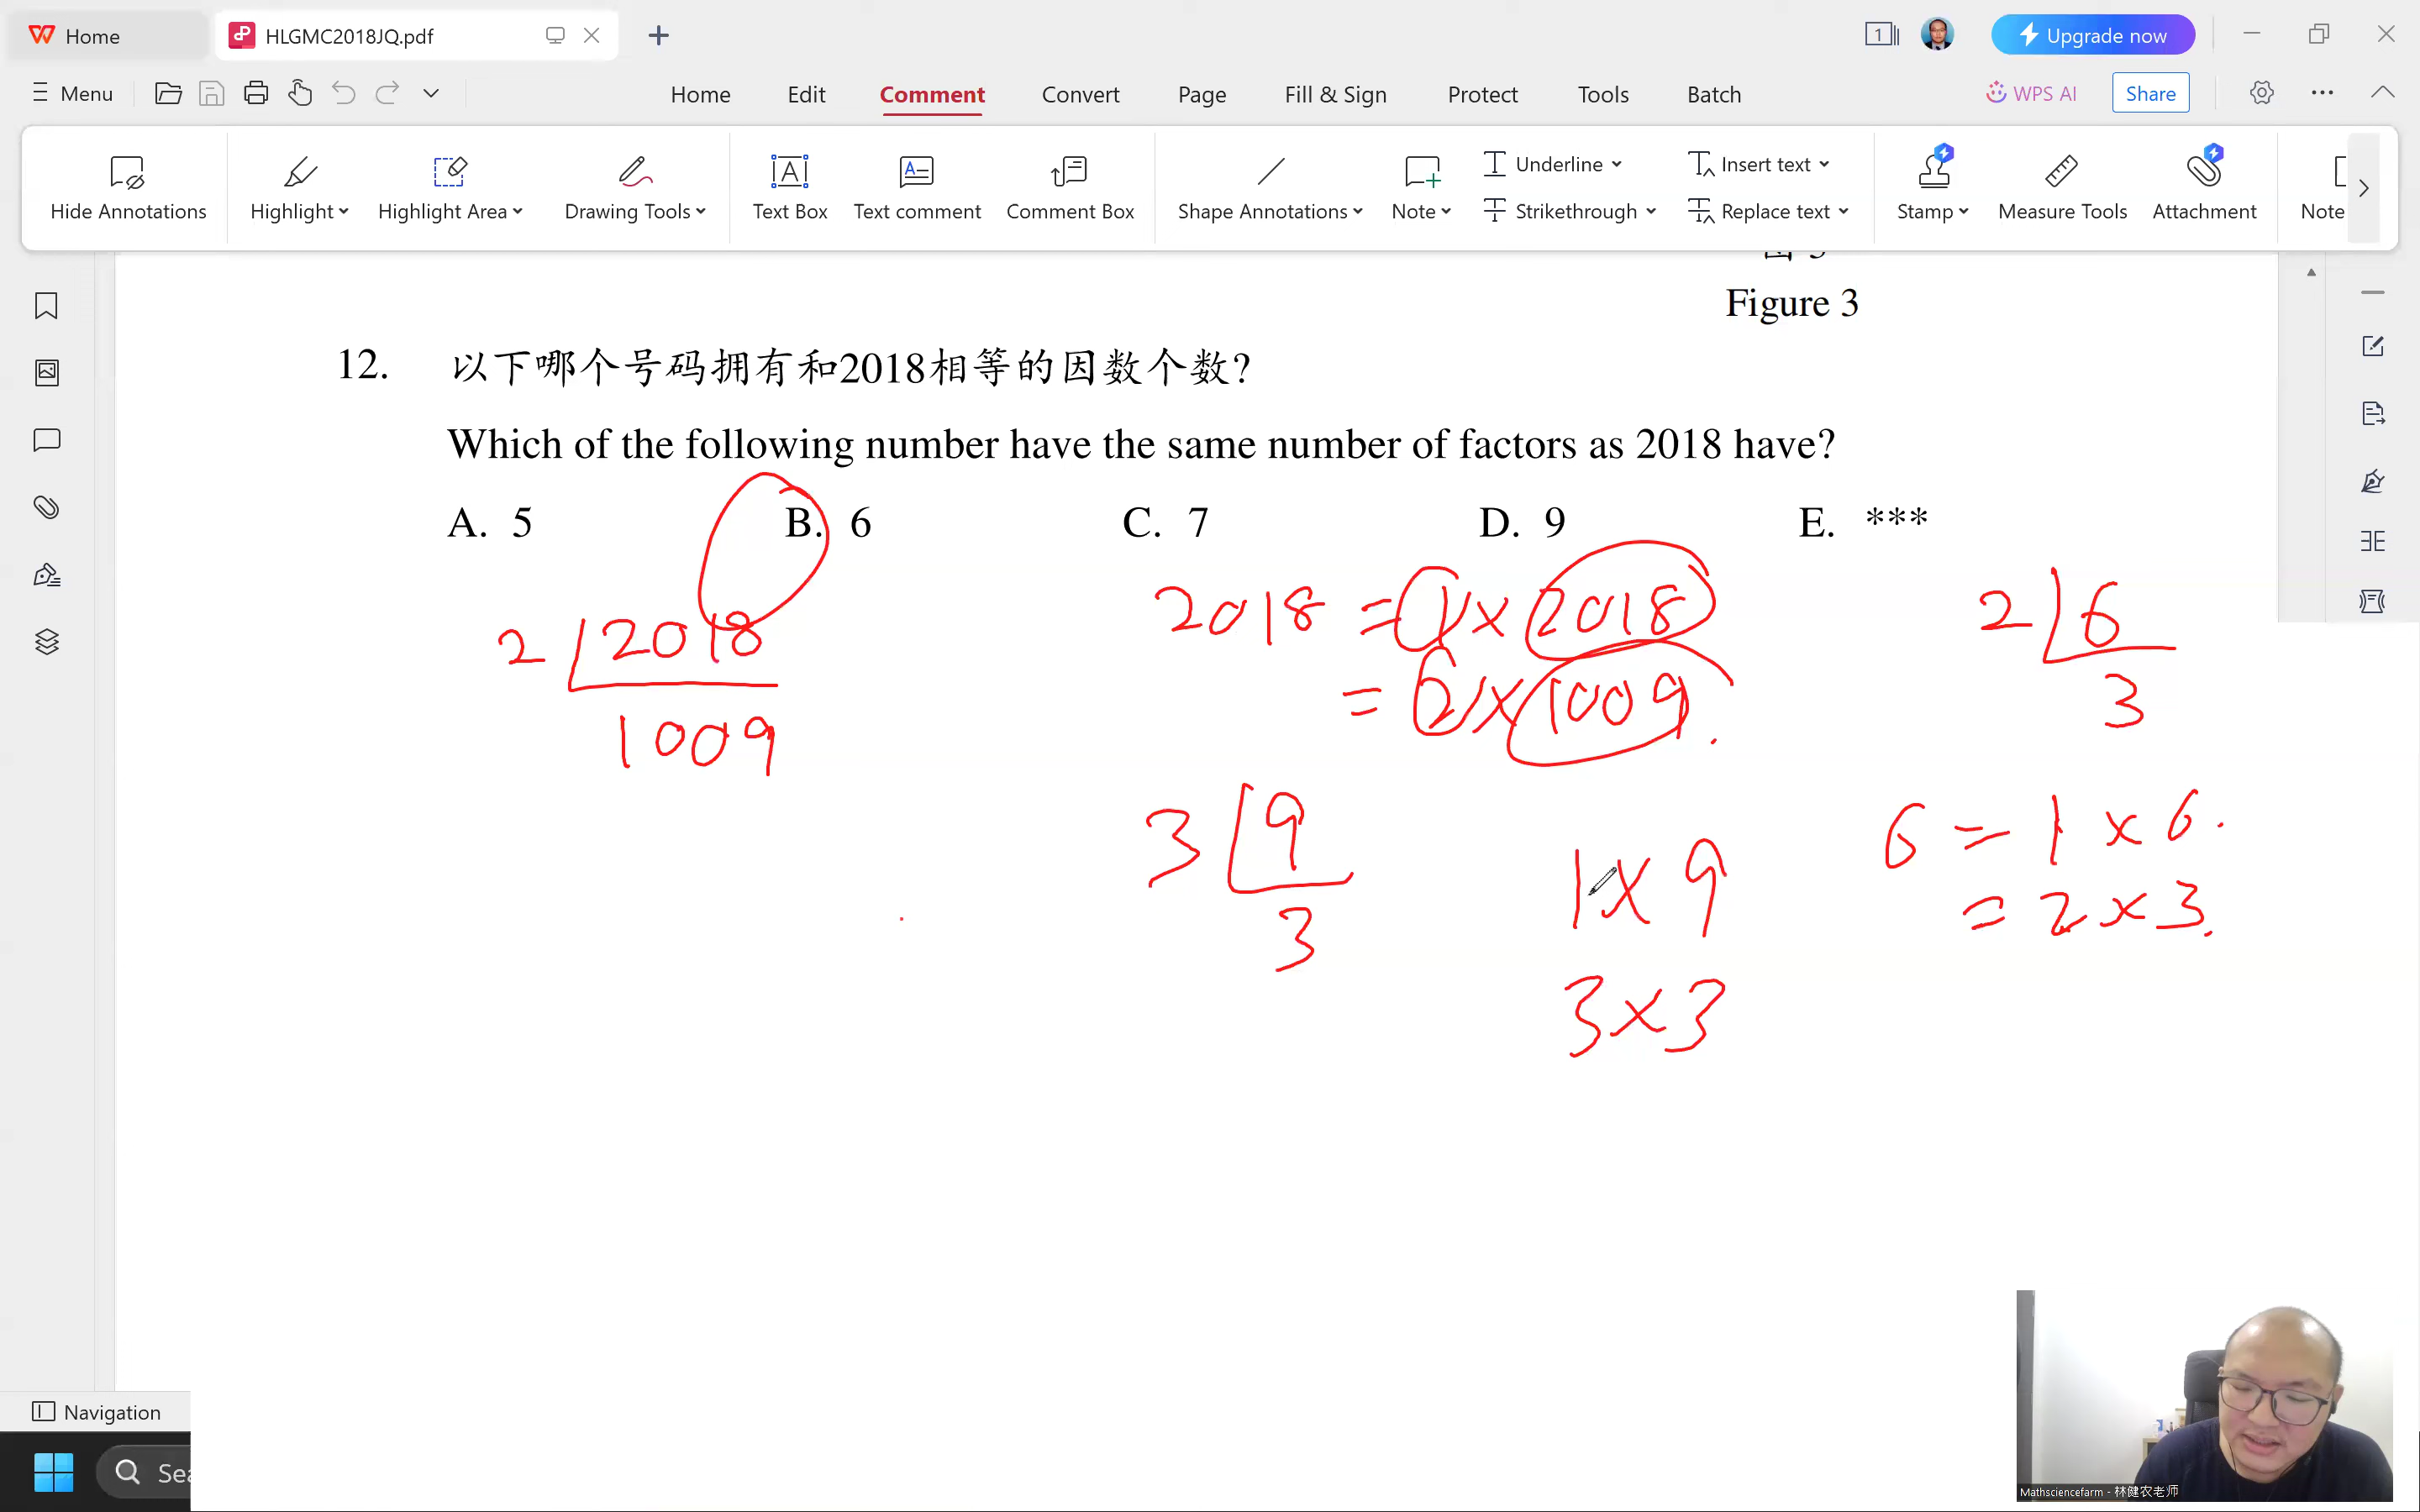 Home
HLGMC2018JQ.pdf
1
Upgrade now
Menu
Home Edit Comment Convert Page Fill & Sign Protect Tools Batch
WPS AI
Share
Hide Annotations
Highlight
Highlight Area
Drawing Tools
Text Box
Text comment
Comment Box
Shape Annotations
Note
Underline
Strikethrough
Insert text
Replace text
Stamp
Measure Tools
Attachment
Note
Figure 3
12. 以下哪个号码拥有和2018相等的因数个数?
Which of the following number have the same number of factors as 2018 have?
A. 5 B. 6 C. 7 D. 9 E. ***
2 2018
1009
2018 = 1 x 2018
= 2 x 1009.
2 6
3
3 9
3
1 x 9
3 x 3
6 = 1 x 6.
= 2 x 3.
Navigation
Mathsciencefarm - 林健农老师